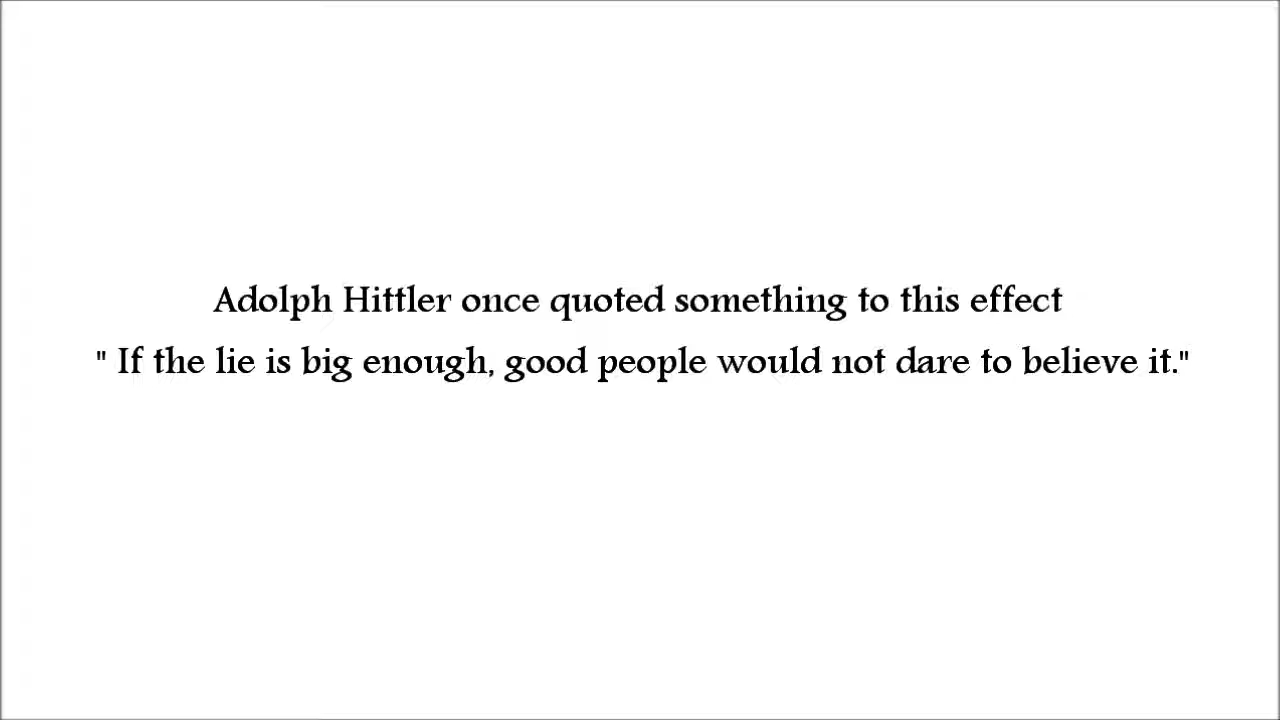 Adolph Hittler once quoted something to this effect
" If the lie is big enough, good people would not dare to believe it."